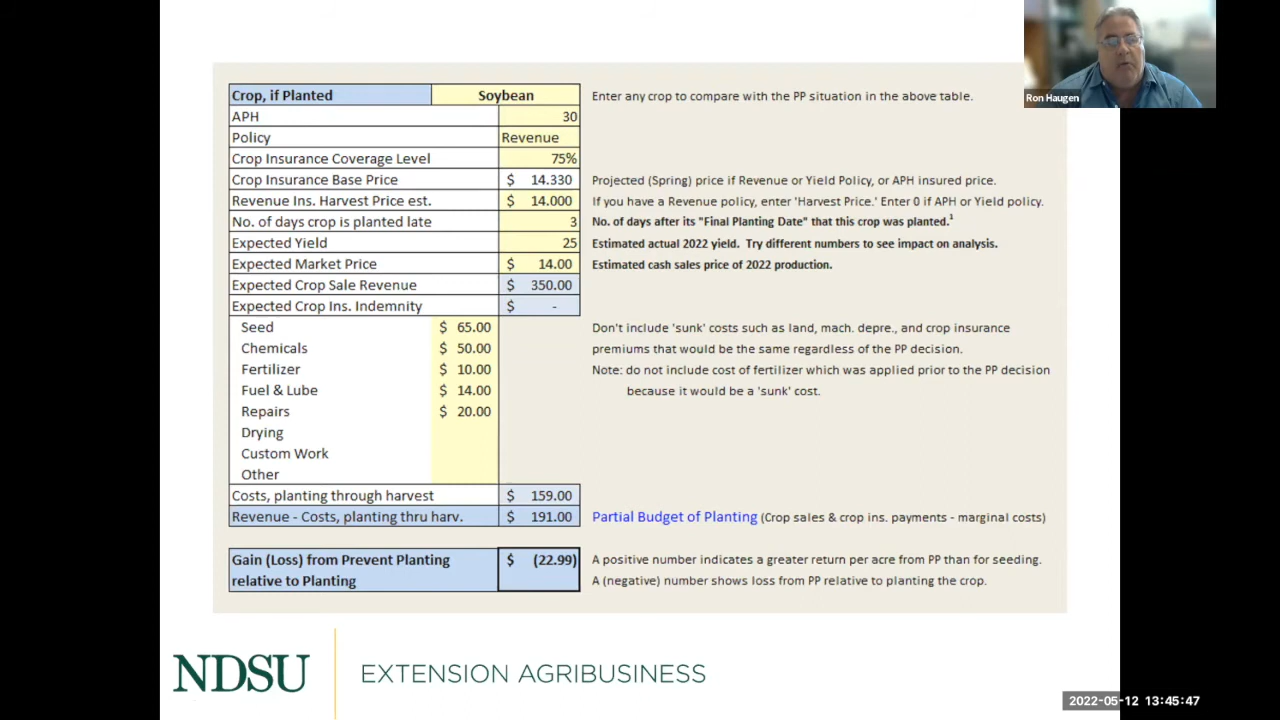 Ron Haugen
Crop, if Planted Soybean Enter any crop to compare with the PP situation in the above table.
APH 30
Policy Revenue
Crop Insurance Coverage Level 75%
Crop Insurance Base Price $ 14.330 Projected (Spring) price if Revenue or Yield Policy, or APH insured price.
Revenue Ins. Harvest Price est. $ 14.000 If you have a Revenue policy, enter 'Harvest Price.' Enter 0 if APH or Yield policy.
No. of days crop is planted late 3 No. of days after its "Final Planting Date" that this crop was planted.¹
Expected Yield 25 Estimated actual 2022 yield. Try different numbers to see impact on analysis.
Expected Market Price $ 14.00 Estimated cash sales price of 2022 production.
Expected Crop Sale Revenue $ 350.00
Expected Crop Ins. Indemnity $ -
Seed $ 65.00 Don't include 'sunk' costs such as land, mach. depre., and crop insurance
Chemicals $ 50.00 premiums that would be the same regardless of the PP decision.
Fertilizer $ 10.00 Note: do not include cost of fertilizer which was applied prior to the PP decision
Fuel & Lube $ 14.00 because it would be a 'sunk' cost.
Repairs $ 20.00
Drying
Custom Work
Other
Costs, planting through harvest $ 159.00
Revenue - Costs, planting thru harv. $ 191.00 Partial Budget of Planting (Crop sales & crop ins. payments - marginal costs)
Gain (Loss) from Prevent Planting $ (22.99) A positive number indicates a greater return per acre from PP than for seeding.
relative to Planting A (negative) number shows loss from PP relative to planting the crop.
NDSU EXTENSION AGRIBUSINESS
2022-05-12 13:45:47